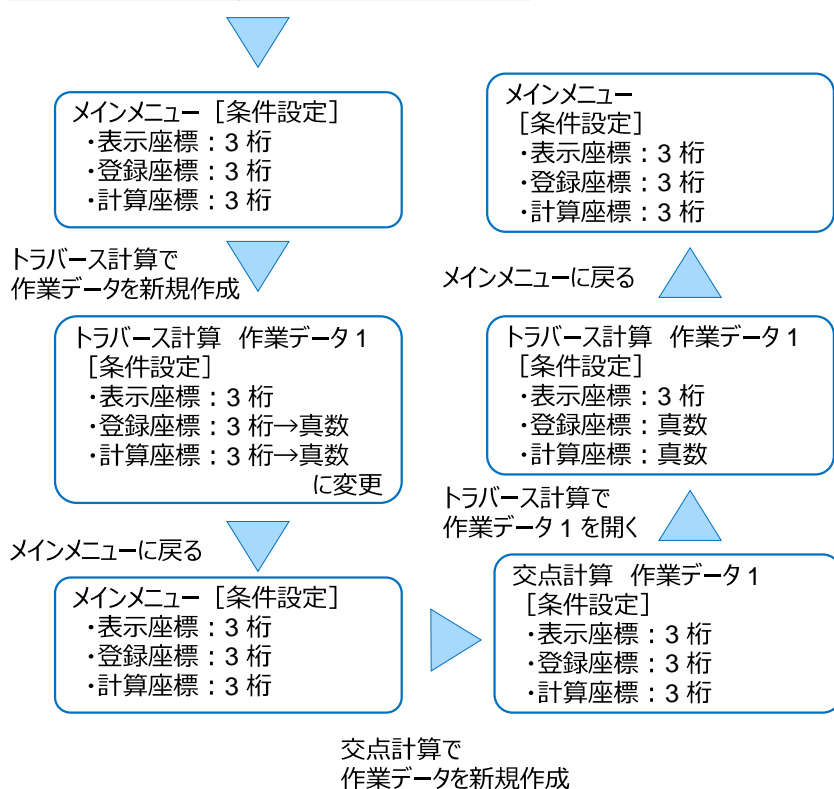 メインメニュー［条件設定］
・表示座標：3 桁
・登録座標：3 桁
・計算座標：3 桁
トラバース計算で
作業データを新規作成
トラバース計算　作業データ 1
［条件設定］
・表示座標：3 桁
・登録座標：3 桁→真数
・計算座標：3 桁→真数
に変更
メインメニューに戻る
メインメニュー［条件設定］
・表示座標：3 桁
・登録座標：3 桁
・計算座標：3 桁
交点計算で
作業データを新規作成
交点計算　作業データ 1
［条件設定］
・表示座標：3 桁
・登録座標：3 桁
・計算座標：3 桁
トラバース計算で
作業データ 1 を開く
トラバース計算　作業データ 1
［条件設定］
・表示座標：3 桁
・登録座標：真数
・計算座標：真数
メインメニューに戻る
メインメニュー
［条件設定］
・表示座標：3 桁
・登録座標：3 桁
・計算座標：3 桁